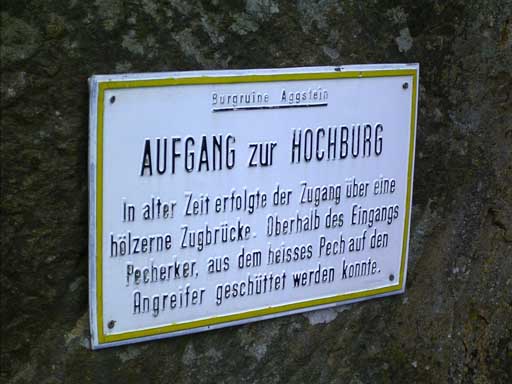 Burgruine Aggstein
AUFGANG zur HOCHBURG
In alter Zeit erfolgte der Zugang über eine
hölzerne Zugbrücke. Oberhalb des Eingangs
Pecherker, aus dem heisses Pech auf den
Angreifer geschüttet werden konnte.